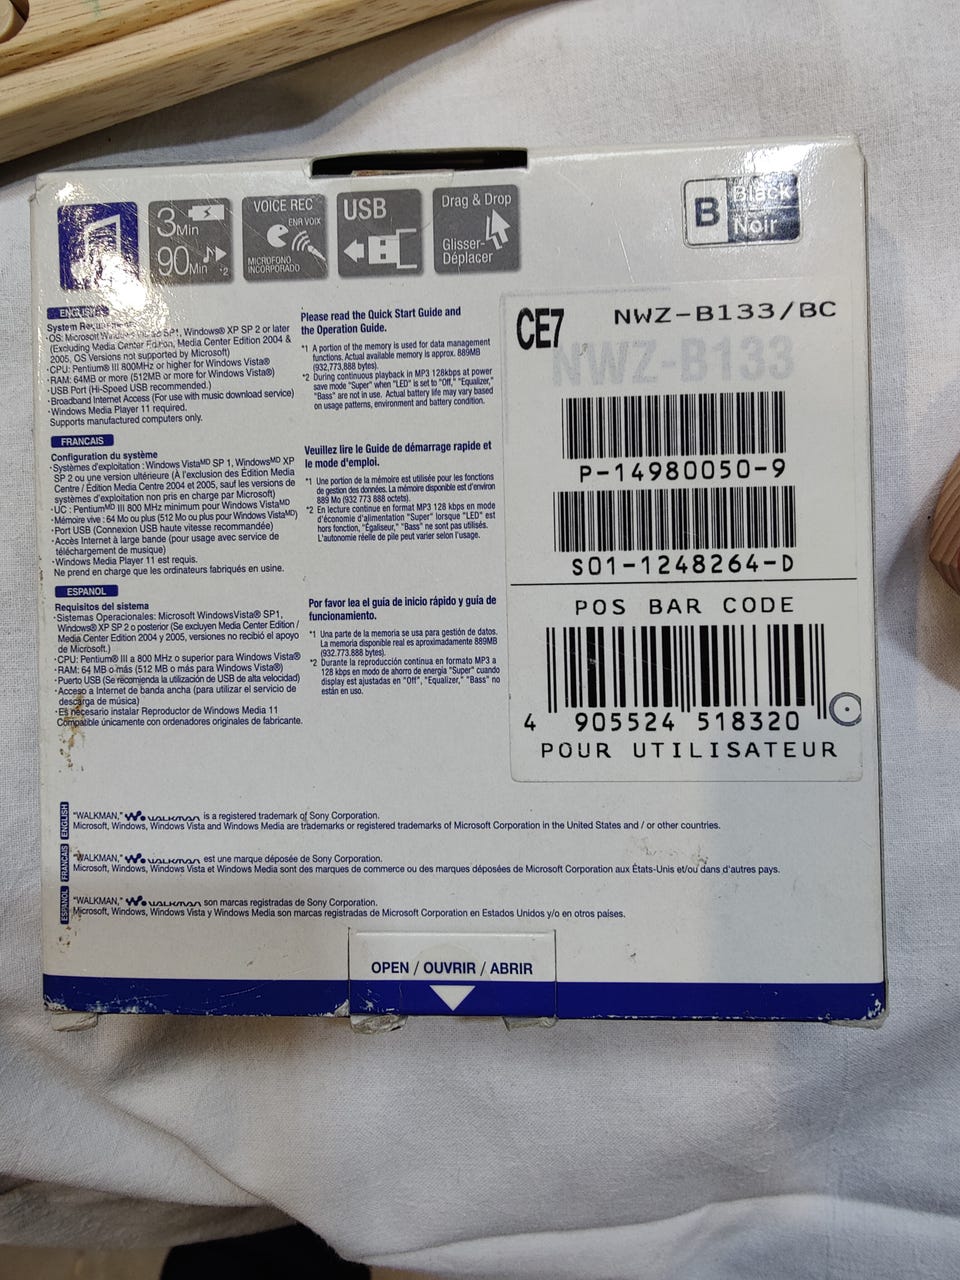 3Min
90Min *2
VOICE REC
ENR VOIX
MICRÓFONO
INCORPORADO
USB
Drag & Drop
Glisser-
Déplacer
B Black
Noir
ENGLISH
System Requirements
·OS: Microsoft Windows SP1, Windows® XP SP 2 or later
(Excluding Media Center Edition, Media Center Edition 2004 &
2005, OS Versions not supported by Microsoft)
·CPU: Pentium® III 800MHz or higher for Windows Vista®
·RAM: 64MB or more (512MB or more for Windows Vista®)
·USB Port (Hi-Speed USB recommended.)
·Broadband Internet Access (For use with music download service)
·Windows Media Player 11 required.
Supports manufactured computers only.
Please read the Quick Start Guide and
the Operation Guide.
*1 A portion of the memory is used for data management
functions. Actual available memory is approx. 889MB
(932,773,888 bytes).
*2 During continuous playback in MP3 128kbps at power
save mode "Super" when "LED" is set to "Off," "Equalizer,"
"Bass" are not in use. Actual battery life may vary based
on usage patterns, environment and battery condition.
FRANÇAIS
Configuration du système
·Systèmes d'exploitation : Windows Vistaᴹᴰ SP 1, Windowsᴹᴰ XP
SP 2 ou une version ultérieure (À l'exclusion des Édition Media
Centre / Édition Media Centre 2004 et 2005, sauf les versions de
systèmes d'exploitation non pris en charge par Microsoft)
·UC : Pentiumᴹᴰ III 800 MHz minimum pour Windows Vistaᴹᴰ
·Mémoire vive : 64 Mo ou plus (512 Mo ou plus pour Windows Vistaᴹᴰ)
·Port USB (Connexion USB haute vitesse recommandée)
·Accès Internet à large bande (pour usage avec service de
téléchargement de musique)
·Windows Media Player 11 est requis.
Ne prend en charge que les ordinateurs fabriqués en usine.
Veuillez lire le Guide de démarrage rapide et
le mode d'emploi.
*1 Une portion de la mémoire est utilisée pour les fonctions
de gestion des données. La mémoire disponible est d'environ
889 Mo (932 773 888 octets).
*2 En lecture continue en format MP3 128 kbps en mode
d'économie d'alimentation "Super" lorsque "LED" est
hors fonction, "Égaliseur," "Bass" ne sont pas utilisés.
L'autonomie réelle de pile peut varier selon l'usage.
ESPAÑOL
Requisitos del sistema
·Sistemas Operacionales: Microsoft WindowsVista® SP1,
Windows® XP SP 2 o posterior (Se excluyen Media Center Edition /
Media Center Edition 2004 y 2005, versiones no recibió el apoyo
de Microsoft.)
·CPU: Pentium® III a 800 MHz o superior para Windows Vista®
·RAM: 64 MB o más (512 MB o más para Windows Vista®)
·Puerto USB (Se recomienda la utilización de USB de alta velocidad)
·Acceso a Internet de banda ancha (para utilizar el servicio de
descarga de música)
·Es necesario instalar Reproductor de Windows Media 11
Compatible únicamente con ordenadores originales de fabricante.
Por favor lea el guía de inicio rápido y guía de
funcionamiento.
*1 Una parte de la memoria se usa para gestión de datos.
La memoria disponible real es aproximadamente 889MB
(932.773.888 bytes).
*2 Durante la reproducción continua en formato MP3 a
128 kbps en modo de ahorro de energía "Super" cuando
display est ajustadas en "Off", "Equalizer," "Bass" no
están en uso.
CE7 NWZ-B133/BC
NWZ-B133
P-14980050-9
S01-1248264-D
POS BAR CODE
4 905524 518320
POUR UTILISATEUR
ENGLISH
"WALKMAN," WALKMAN is a registered trademark of Sony Corporation.
Microsoft, Windows, Windows Vista and Windows Media are trademarks or registered trademarks of Microsoft Corporation in the United States and / or other countries.
FRANÇAIS
"WALKMAN," WALKMAN est une marque déposée de Sony Corporation.
Microsoft, Windows, Windows Vista et Windows Media sont des marques de commerce ou des marques déposées de Microsoft Corporation aux États-Unis et/ou dans d'autres pays.
ESPAÑOL
"WALKMAN," WALKMAN son marcas registradas de Sony Corporation.
Microsoft, Windows, Windows Vista y Windows Media son marcas registradas de Microsoft Corporation en Estados Unidos y/o en otros países.
OPEN / OUVRIR / ABRIR